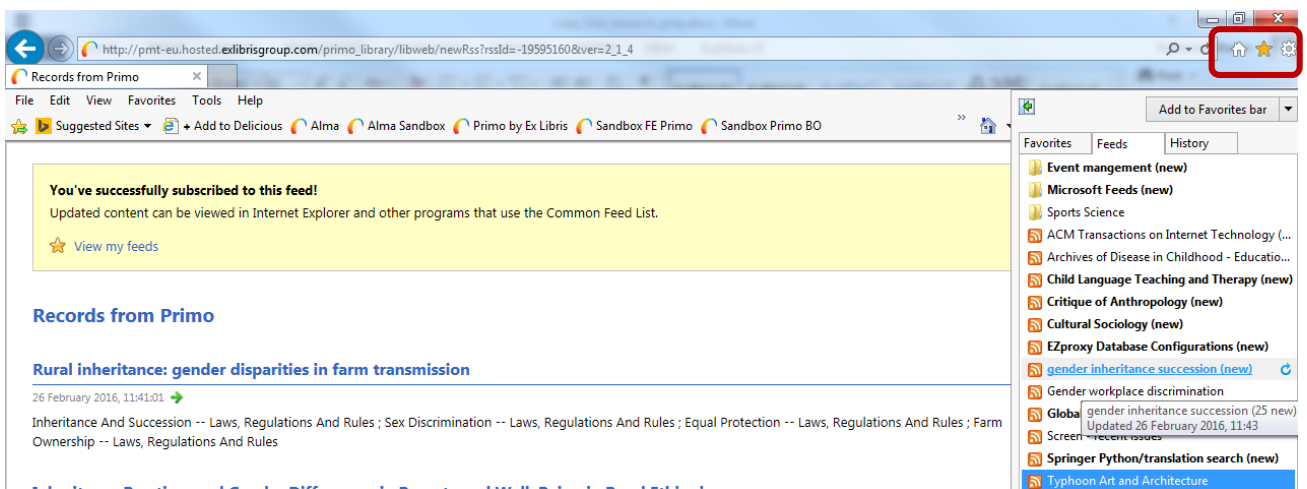 http://pmt-eu.hosted.exlibrisgroup.com/primo_library/libweb/newRss?rssId=-19595160&ver=2_1_4
Records from Primo
File Edit View Favorites Tools Help
Suggested Sites + Add to Delicious Alma Alma Sandbox Primo by Ex Libris Sandbox FE Primo Sandbox Primo BO »
You've successfully subscribed to this feed!
Updated content can be viewed in Internet Explorer and other programs that use the Common Feed List.
View my feeds
Records from Primo
Rural inheritance: gender disparities in farm transmission
26 February 2016, 11:41:01
Inheritance And Succession -- Laws, Regulations And Rules ; Sex Discrimination -- Laws, Regulations And Rules ; Equal Protection -- Laws, Regulations And Rules ; Farm
Ownership -- Laws, Regulations And Rules
Add to Favorites bar
Favorites Feeds History
Event mangement (new)
Microsoft Feeds (new)
Sports Science
ACM Transactions on Internet Technology (...
Archives of Disease in Childhood - Educatio...
Child Language Teaching and Therapy (new)
Critique of Anthropology (new)
Cultural Sociology (new)
EZproxy Database Configurations (new)
gender inheritance succession (new)
Gender workplace discrimination
Globa
gender inheritance succession (25 new)
Updated 26 February 2016, 11:43
Screen - recent issues
Springer Python/translation search (new)
Typhoon Art and Architecture